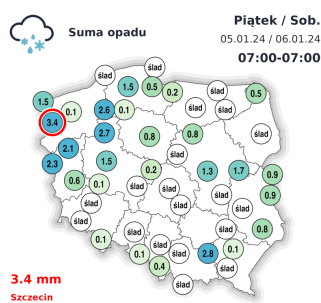 Suma opadu
Piątek / Sob.
05.01.24 / 06.01.24
07:00-07:00
ślad
ślad
1.5
0.5
0.2
0.5
1.5
ślad
ślad
0.1
2.6
0.1
ślad
ślad
3.4
2.7
0.8
0.8
ślad
2.1
ślad
2.3
1.5
0.2
1.3
1.7
0.9
0.6
0.1
ślad
ślad
ślad
0.9
ślad
ślad
ślad
ślad
ślad
0.8
0.1
ślad
ślad
ślad
0.1
ślad
2.8
0.1
0.4
ślad
ślad
ślad
3.4 mm
Szczecin